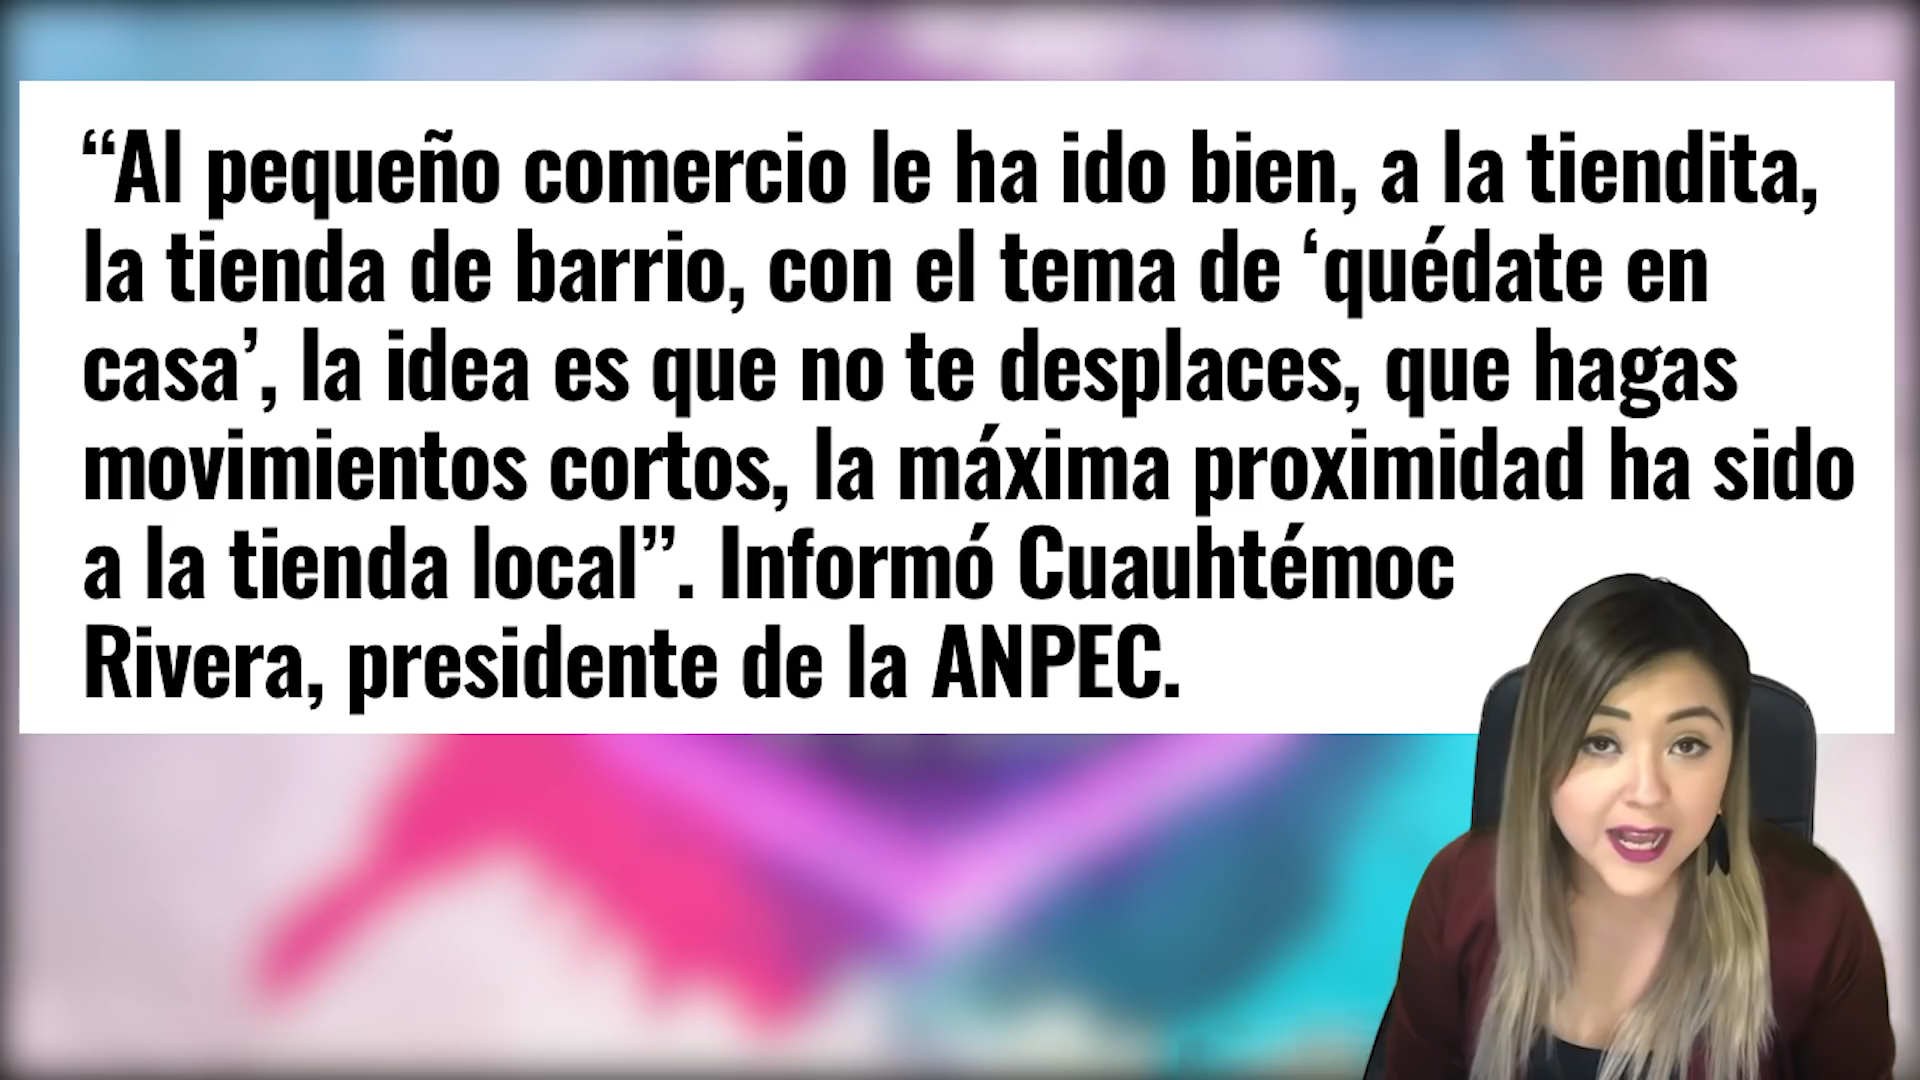 “Al pequeño comercio le ha ido bien, a la tiendita,
la tienda de barrio, con el tema de ‘quédate en
casa’, la idea es que no te desplaces, que hagas
movimientos cortos, la máxima proximidad ha sido
a la tienda local”. Informó Cuauhtémoc
Rivera, presidente de la ANPEC.